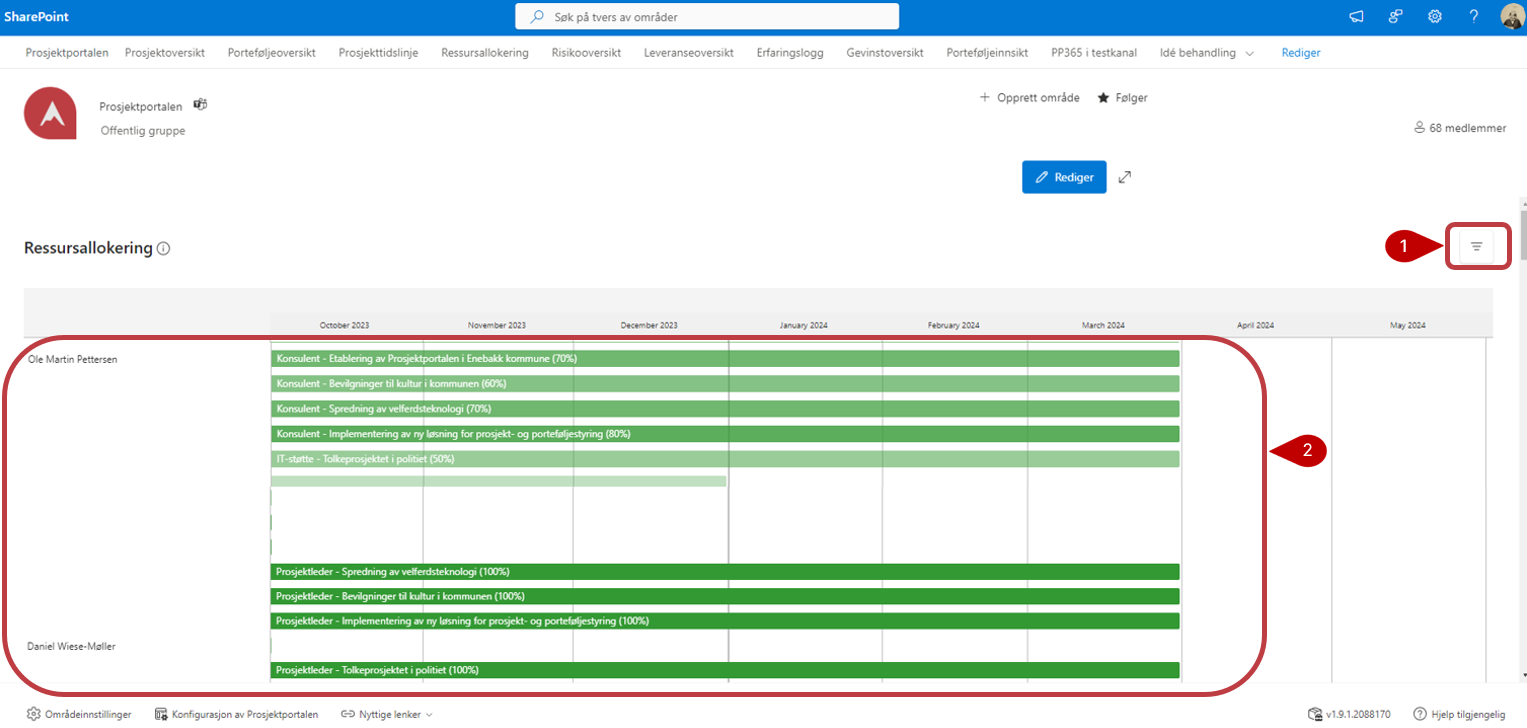 SharePoint
Søk på tvers av områder
?
Prosjektportalen Prosjektoversikt Porteføljeoversikt Prosjekttidslinje Ressursallokering Risikooversikt Leveranseoversikt Erfaringslogg Gevinstoversikt Porteføljeinnsikt PP365 i testkanal Idé behandling Rediger
Prosjektportalen
Offentlig gruppe
Opprett område Følger
68 medlemmer
Rediger
Ressursallokering
1
October 2023 November 2023 December 2023 January 2024 February 2024 March 2024 April 2024 May 2024
Ole Martin Pettersen
Konsulent - Etablering av Prosjektportalen i Enebakk kommune (70%)
Konsulent - Bevilgninger til kultur i kommunen (60%)
Konsulent - Spredning av velferdsteknologi (70%)
Konsulent - Implementering av ny løsning for prosjekt- og porteføljestyring (80%)
IT-støtte - Tolkeprosjektet i politiet (50%)
2
Prosjektleder - Spredning av velferdsteknologi (100%)
Prosjektleder - Bevilgninger til kultur i kommunen (100%)
Prosjektleder - Implementering av ny løsning for prosjekt- og porteføljestyring (100%)
Daniel Wiese-Møller
Prosjektleder - Tolkeprosjektet i politiet (100%)
Områdeinnstillinger Konfigurasjon av Prosjektportalen Nyttige lenker v1.9.1.2088170 Hjelp tilgjengelig